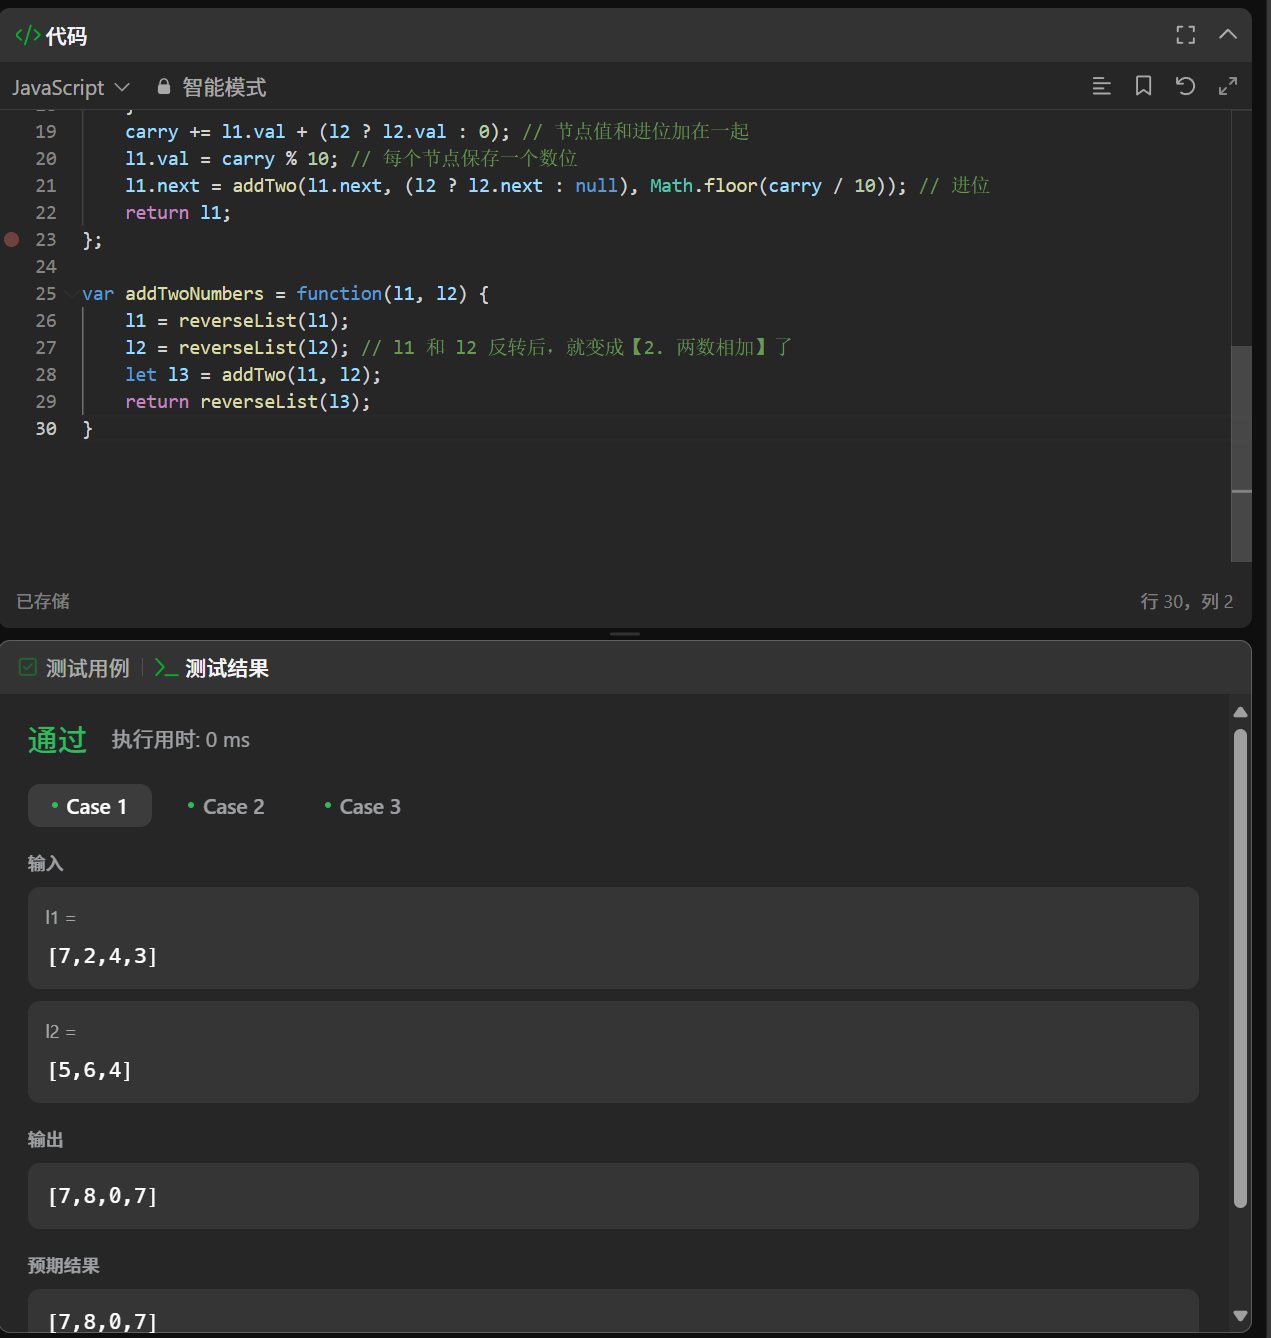 </> 代码
JavaScript 智能模式
19 carry += l1.val + (l2 ? l2.val : 0); // 节点值和进位加在一起
20 l1.val = carry % 10; // 每个节点保存一个数位
21 l1.next = addTwo(l1.next, (l2 ? l2.next : null), Math.floor(carry / 10)); // 进位
22 return l1;
23 };
24
25 var addTwoNumbers = function(l1, l2) {
26 l1 = reverseList(l1);
27 l2 = reverseList(l2); // l1 和 l2 反转后，就变成【2. 两数相加】了
28 let l3 = addTwo(l1, l2);
29 return reverseList(l3);
30 }
已存储 行 30，列 2
测试用例 >_ 测试结果
通过 执行用时: 0 ms
Case 1 Case 2 Case 3
输入
l1 =
[7,2,4,3]
l2 =
[5,6,4]
输出
[7,8,0,7]
预期结果
[7,8,0,7]